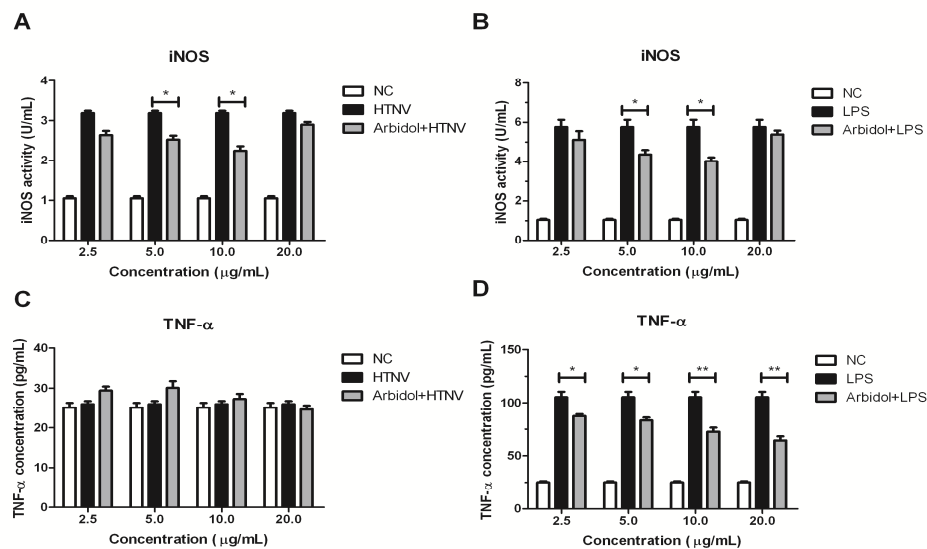 A
iNOS
iNOS activity (U/mL)
4
3
2
1
0
* *
2.5 5.0 10.0 20.0
Concentration (μg/mL)
NC
HTNV
Arbidol+HTNV
B
iNOS
iNOS activity (U/mL)
8
6
4
2
0
* *
2.5 5.0 10.0 20.0
Concentration (μg/mL)
NC
LPS
Arbidol+LPS
C
TNF-α
TNF-α concentration (pg/mL)
40
30
20
10
0
2.5 5.0 10.0 20.0
Concentration (μg/mL)
NC
HTNV
Arbidol+HTNV
D
TNF-α
TNF-α concentration (pg/mL)
150
100
50
0
* * ** **
2.5 5.0 10.0 20.0
Concentration (μg/mL)
NC
LPS
Arbidol+LPS